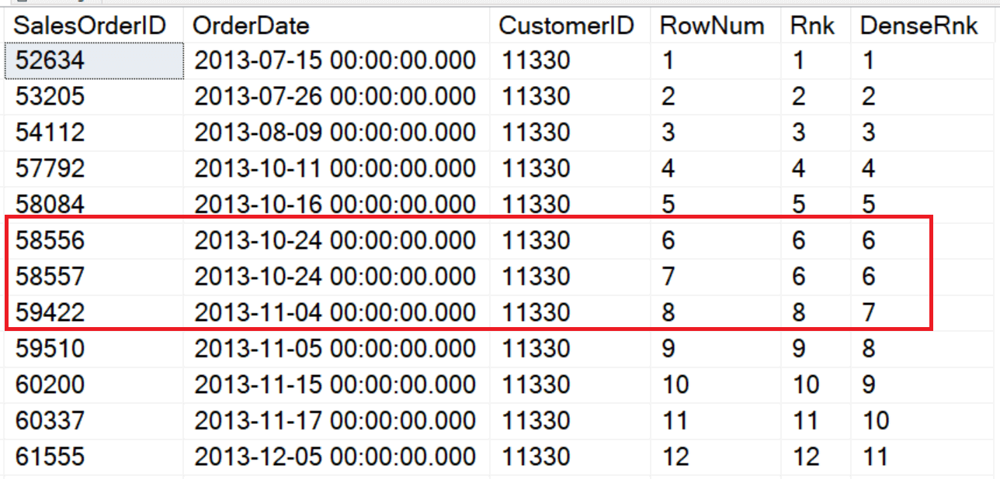 SalesOrderID OrderDate CustomerID RowNum Rnk DenseRnk
52634 2013-07-15 00:00:00.000 11330 1 1 1
53205 2013-07-26 00:00:00.000 11330 2 2 2
54112 2013-08-09 00:00:00.000 11330 3 3 3
57792 2013-10-11 00:00:00.000 11330 4 4 4
58084 2013-10-16 00:00:00.000 11330 5 5 5
58556 2013-10-24 00:00:00.000 11330 6 6 6
58557 2013-10-24 00:00:00.000 11330 7 6 6
59422 2013-11-04 00:00:00.000 11330 8 8 7
59510 2013-11-05 00:00:00.000 11330 9 9 8
60200 2013-11-15 00:00:00.000 11330 10 10 9
60337 2013-11-17 00:00:00.000 11330 11 11 10
61555 2013-12-05 00:00:00.000 11330 12 12 11